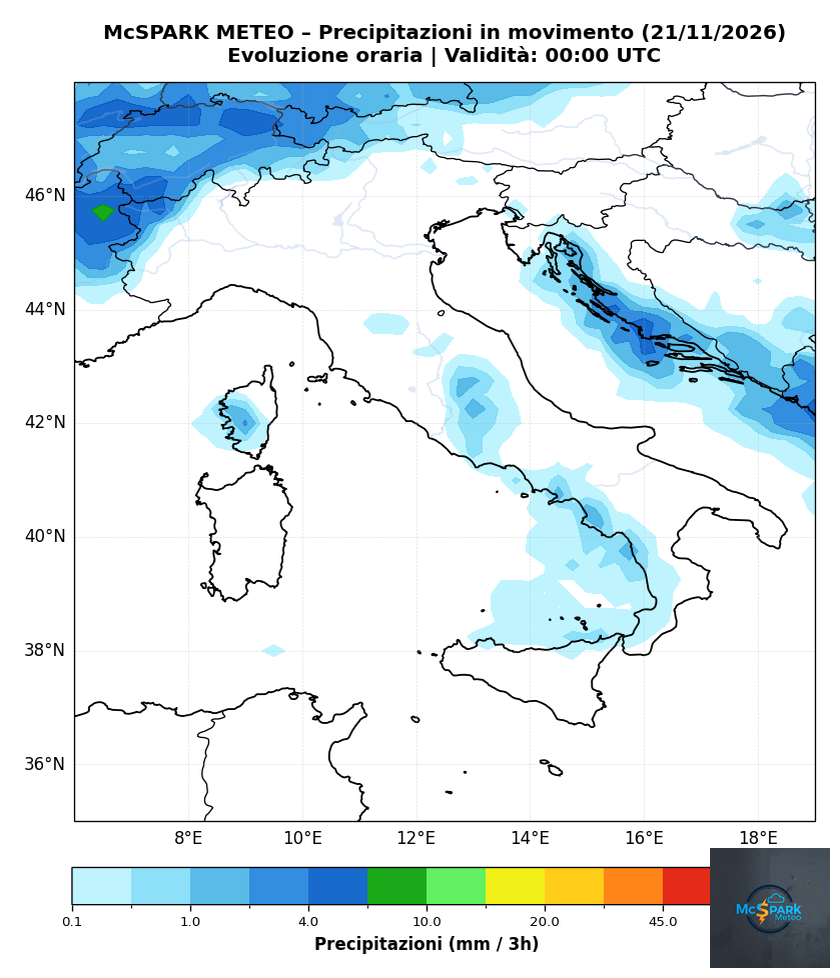 McSPARK METEO – Precipitazioni in movimento (21/11/2026)
Evoluzione oraria | Validità: 00:00 UTC
46°N
44°N
42°N
40°N
38°N
36°N
8°E 10°E 12°E 14°E 16°E 18°E
0.1 1.0 4.0 10.0 20.0 45.0
Precipitazioni (mm / 3h)
McSPARK
Meteo